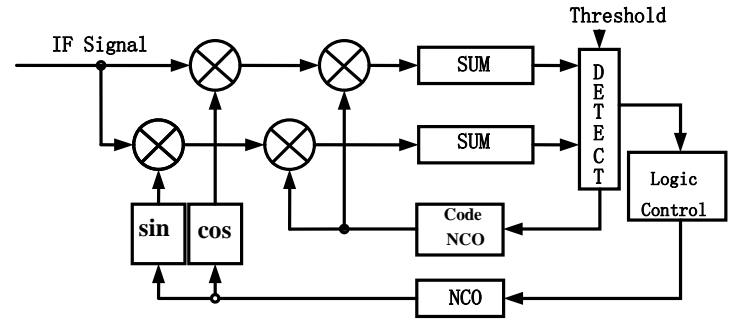 Threshold
IF Signal
SUM
DETECT
SUM
Logic
Control
sin
cos
Code
NCO
NCO